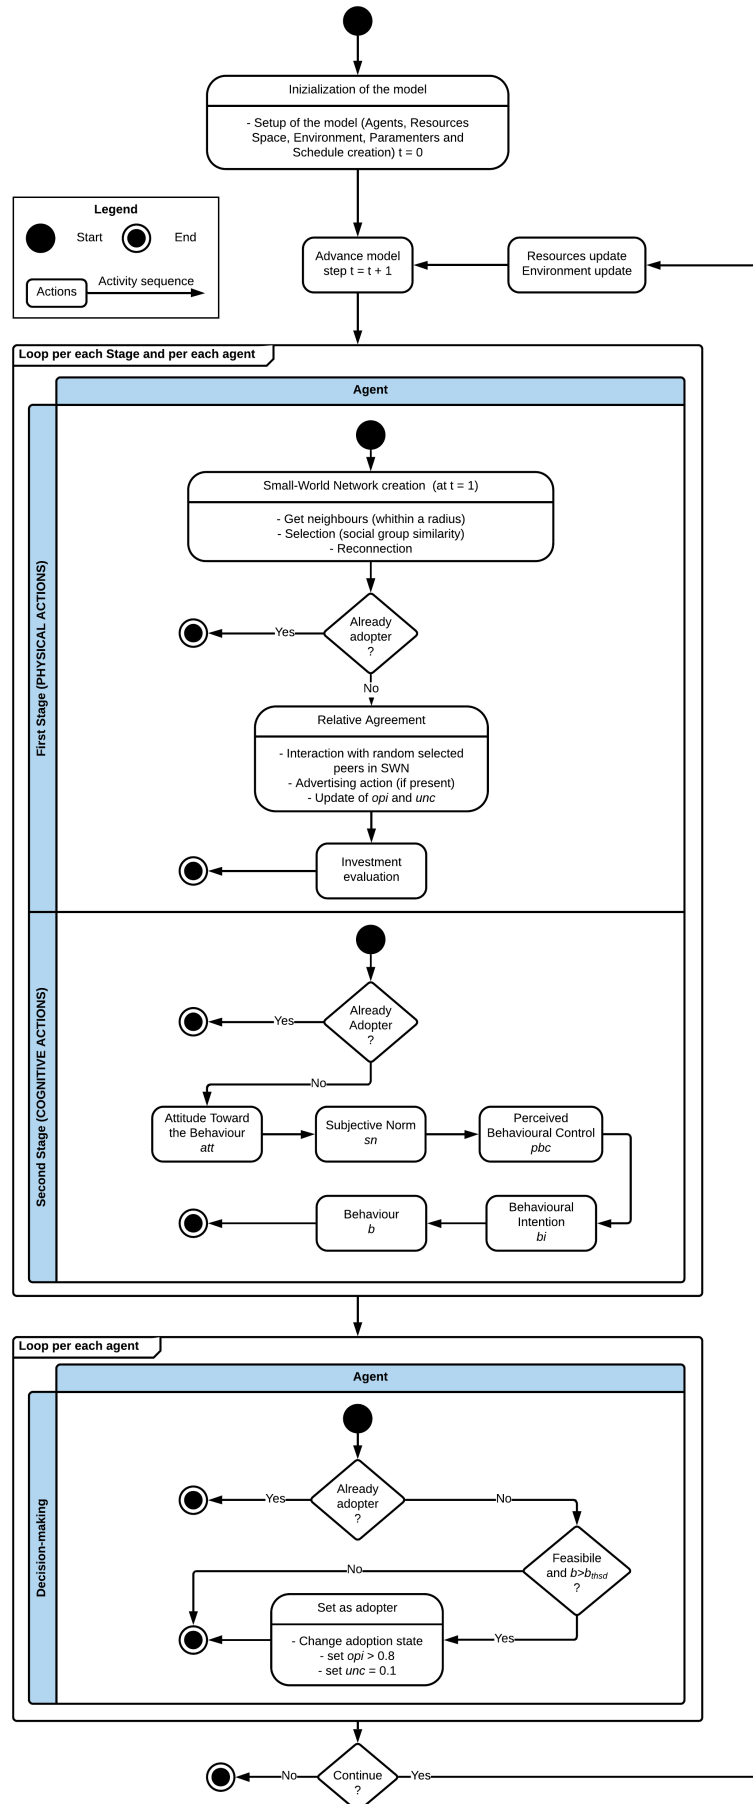 Inizialization of the model
- Setup of the model (Agents, Resources
Space, Environment, Paramenters and
Schedule creation) t = 0
Legend
Start
End
Actions
Activity sequence
Advance model
step t = t + 1
Resources update
Environment update
Loop per each Stage and per each agent
Agent
First Stage (PHYSICAL ACTIONS)
Small-World Network creation  (at t = 1)
- Get neighbours (whithin a radius)
- Selection (social group similarity)
- Reconnection
Already
adopter
?
Yes
No
Relative Agreement
- Interaction with random selected
peers in SWN
- Advertising action (if present)
- Update of opi and unc
Investment
evaluation
Second Stage (COGNITIVE ACTIONS)
Already
Adopter
?
Yes
No
Attitude Toward
the Behaviour
att
Subjective Norm
sn
Perceived
Behavioural Control
pbc
Behavioural
Intention
bi
Behaviour
b
Loop per each agent
Agent
Decision-making
Already
adopter
?
Yes
No
Feasibile
and b>bthsd
?
No
Yes
Set as adopter
- Change adoption state
- set opi > 0.8
- set unc = 0.1
Continue
?
No
Yes